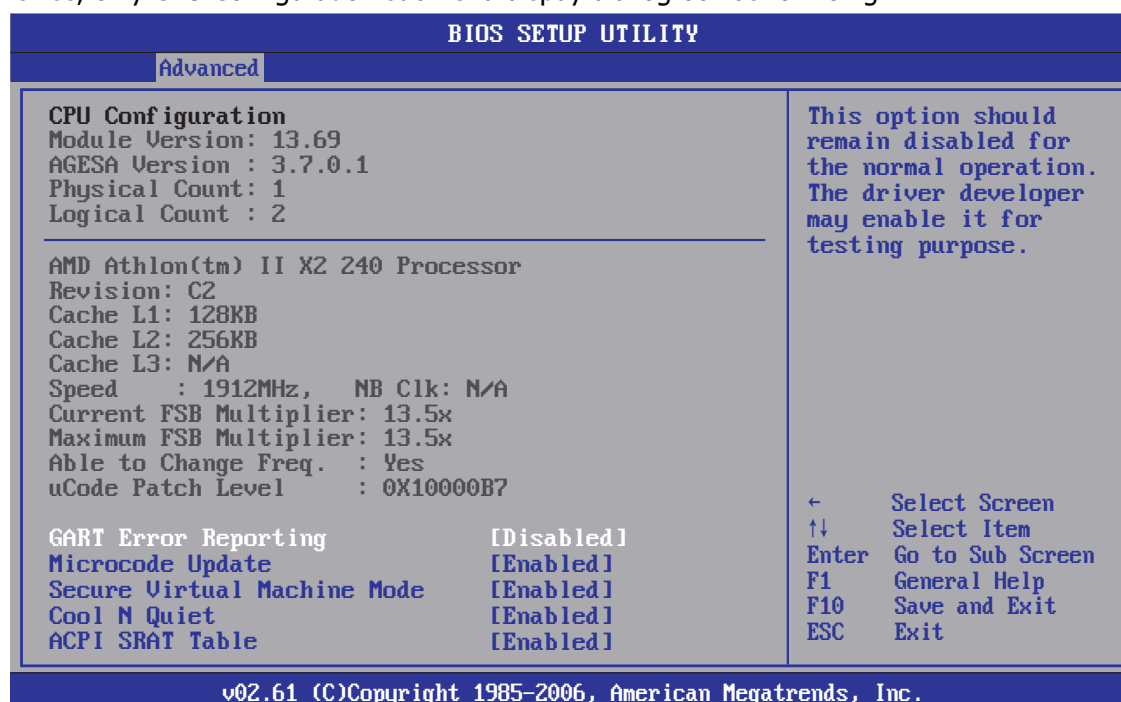 BIOS SETUP UTILITY
Advanced
CPU Configuration
Module Version: 13.69
AGESA Version : 3.7.0.1
Physical Count: 1
Logical Count : 2
AMD Athlon(tm) II X2 240 Processor
Revision: C2
Cache L1: 128KB
Cache L2: 256KB
Cache L3: N/A
Speed : 1912MHz, NB Clk: N/A
Current FSB Multiplier: 13.5x
Maximum FSB Multiplier: 13.5x
Able to Change Freq. : Yes
uCode Patch Level : 0X10000B7
GART Error Reporting [Disabled]
Microcode Update [Enabled]
Secure Virtual Machine Mode [Enabled]
Cool N Quiet [Enabled]
ACPI SRAT Table [Enabled]
This option should
remain disabled for
the normal operation.
The driver developer
may enable it for
testing purpose.
← Select Screen
↑↓ Select Item
Enter Go to Sub Screen
F1 General Help
F10 Save and Exit
ESC Exit
v02.61 (C)Copyright 1985-2006, American Megatrends, Inc.